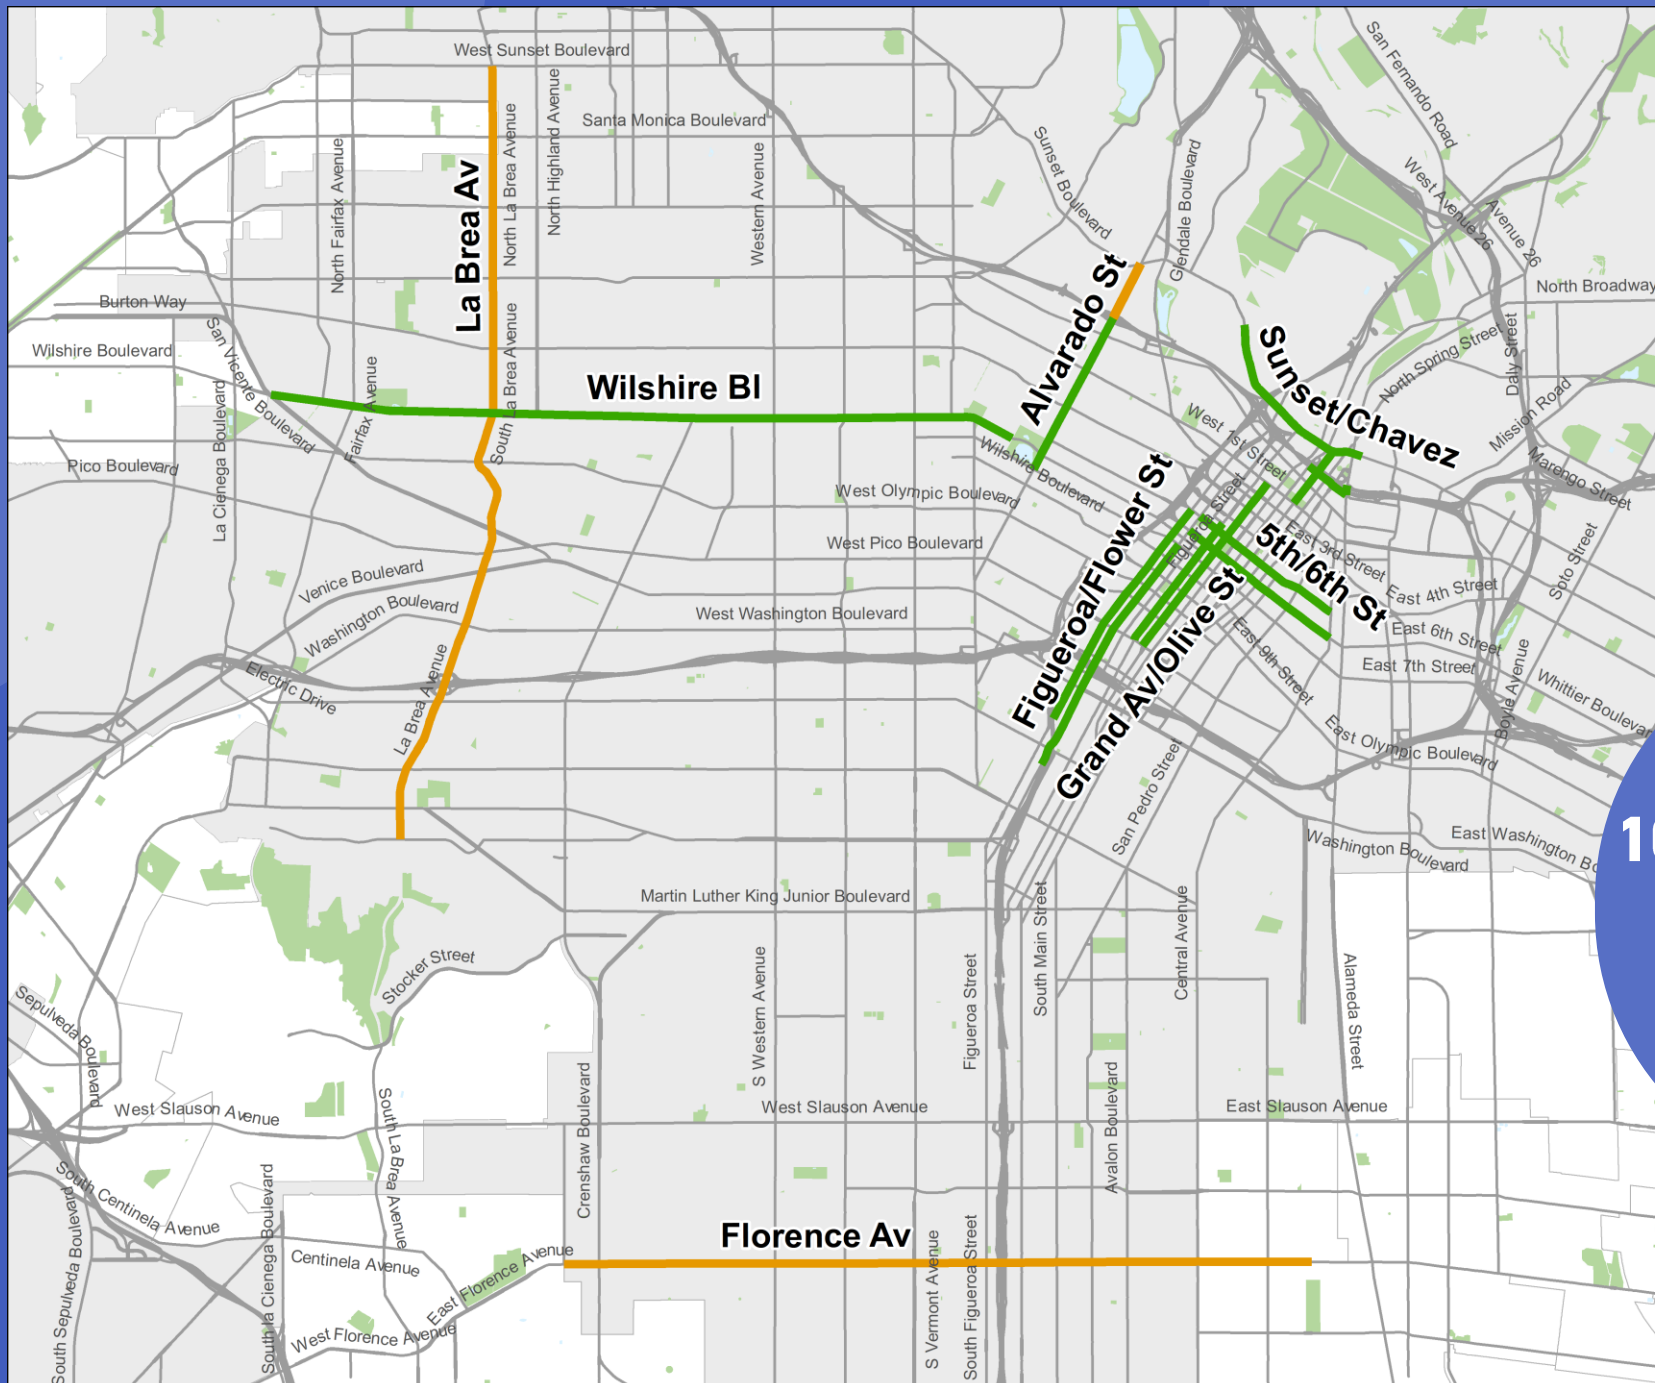 West Sunset Boulevard
San Fernando Road
Santa Monica Boulevard
North La Brea Avenue
North Highland Avenue
North Fairfax Avenue
Western Avenue
Sunset Boulevard
Glendale Boulevard
West Avenue 26
Avenue 26
La Brea Av
North Broadway
Burton Way
Wilshire Boulevard
San Vicente Boulevard
La Cienega Boulevard
Fairfax Avenue
South La Brea Avenue
Wilshire Bl
Alvarado St
Sunset/Chavez
North Spring Street
Daly Street
Mission Road
Marengo Street
Pico Boulevard
West 1st Street
Wilshire Boulevard
West Olympic Boulevard
Figueroa Street
West Pico Boulevard
Figueroa/Flower St
5th/6th St
East 3rd Street
East 4th Street
Soto Street
Venice Boulevard
Washington Boulevard
West Washington Boulevard
Grand Av/Olive St
East 6th Street
East 7th Street
East 9th Street
Boyle Avenue
Whittier Boulevar
Electric Drive
La Brea Avenue
East Olympic Boulevard
San Pedro Street
Washington Boulevard
East Washington Bo
Martin Luther King Junior Boulevard
South Main Street
Central Avenue
Stocker Street
S Western Avenue
Figueroa Street
Alameda Street
Sepulveda Boulevard
West Slauson Avenue
South La Brea Avenue
Crenshaw Boulevard
West Slauson Avenue
Avalon Boulevard
East Slauson Avenue
South Centinela Avenue
South Sepulveda Boulevard
South la Cienega Boulevard
Centinela Avenue
East Florence Avenue
West Florence Avenue
Florence Av
S Vermont Avenue
South Figueroa Street